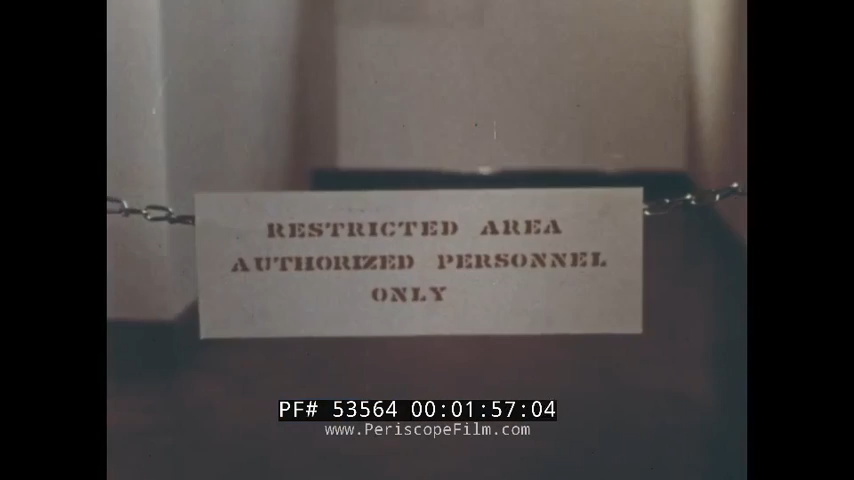 RESTRICTED AREA
AUTHORIZED PERSONNEL
ONLY
PF# 53564 00:01:57:04
www.PeriscopeFilm.com